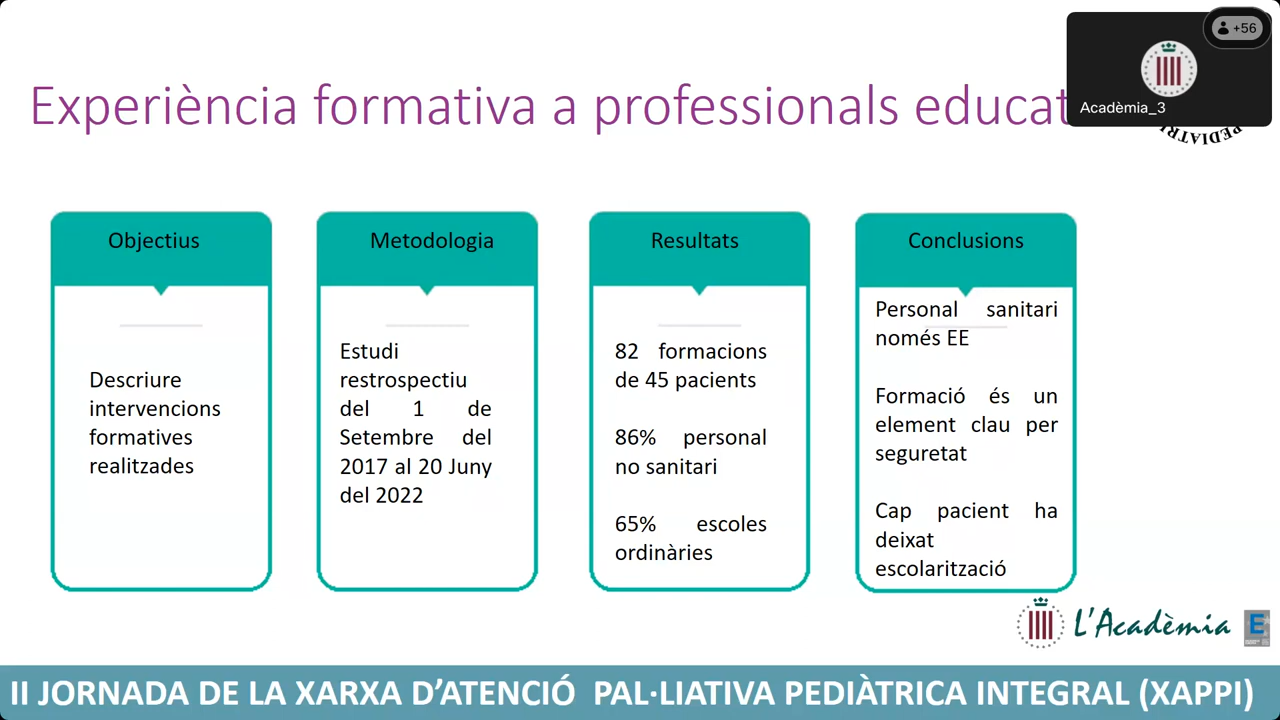 +56
Acadèmia_3
Experiència formativa a professionals educat
PEDIATRI
Objectius
Descriure
intervencions
formatives
realitzades
Metodologia
Estudi
restrospectiu
del 1 de
Setembre del
2017 al 20 Juny
del 2022
Resultats
82 formacions
de 45 pacients
86% personal
no sanitari
65% escoles
ordinàries
Conclusions
Personal sanitari
només EE
Formació és un
element clau per
seguretat
Cap pacient ha
deixat
escolarització
L'Acadèmia
E
II JORNADA DE LA XARXA D’ATENCIÓ PAL·LIATIVA PEDIÀTRICA INTEGRAL (XAPPI)